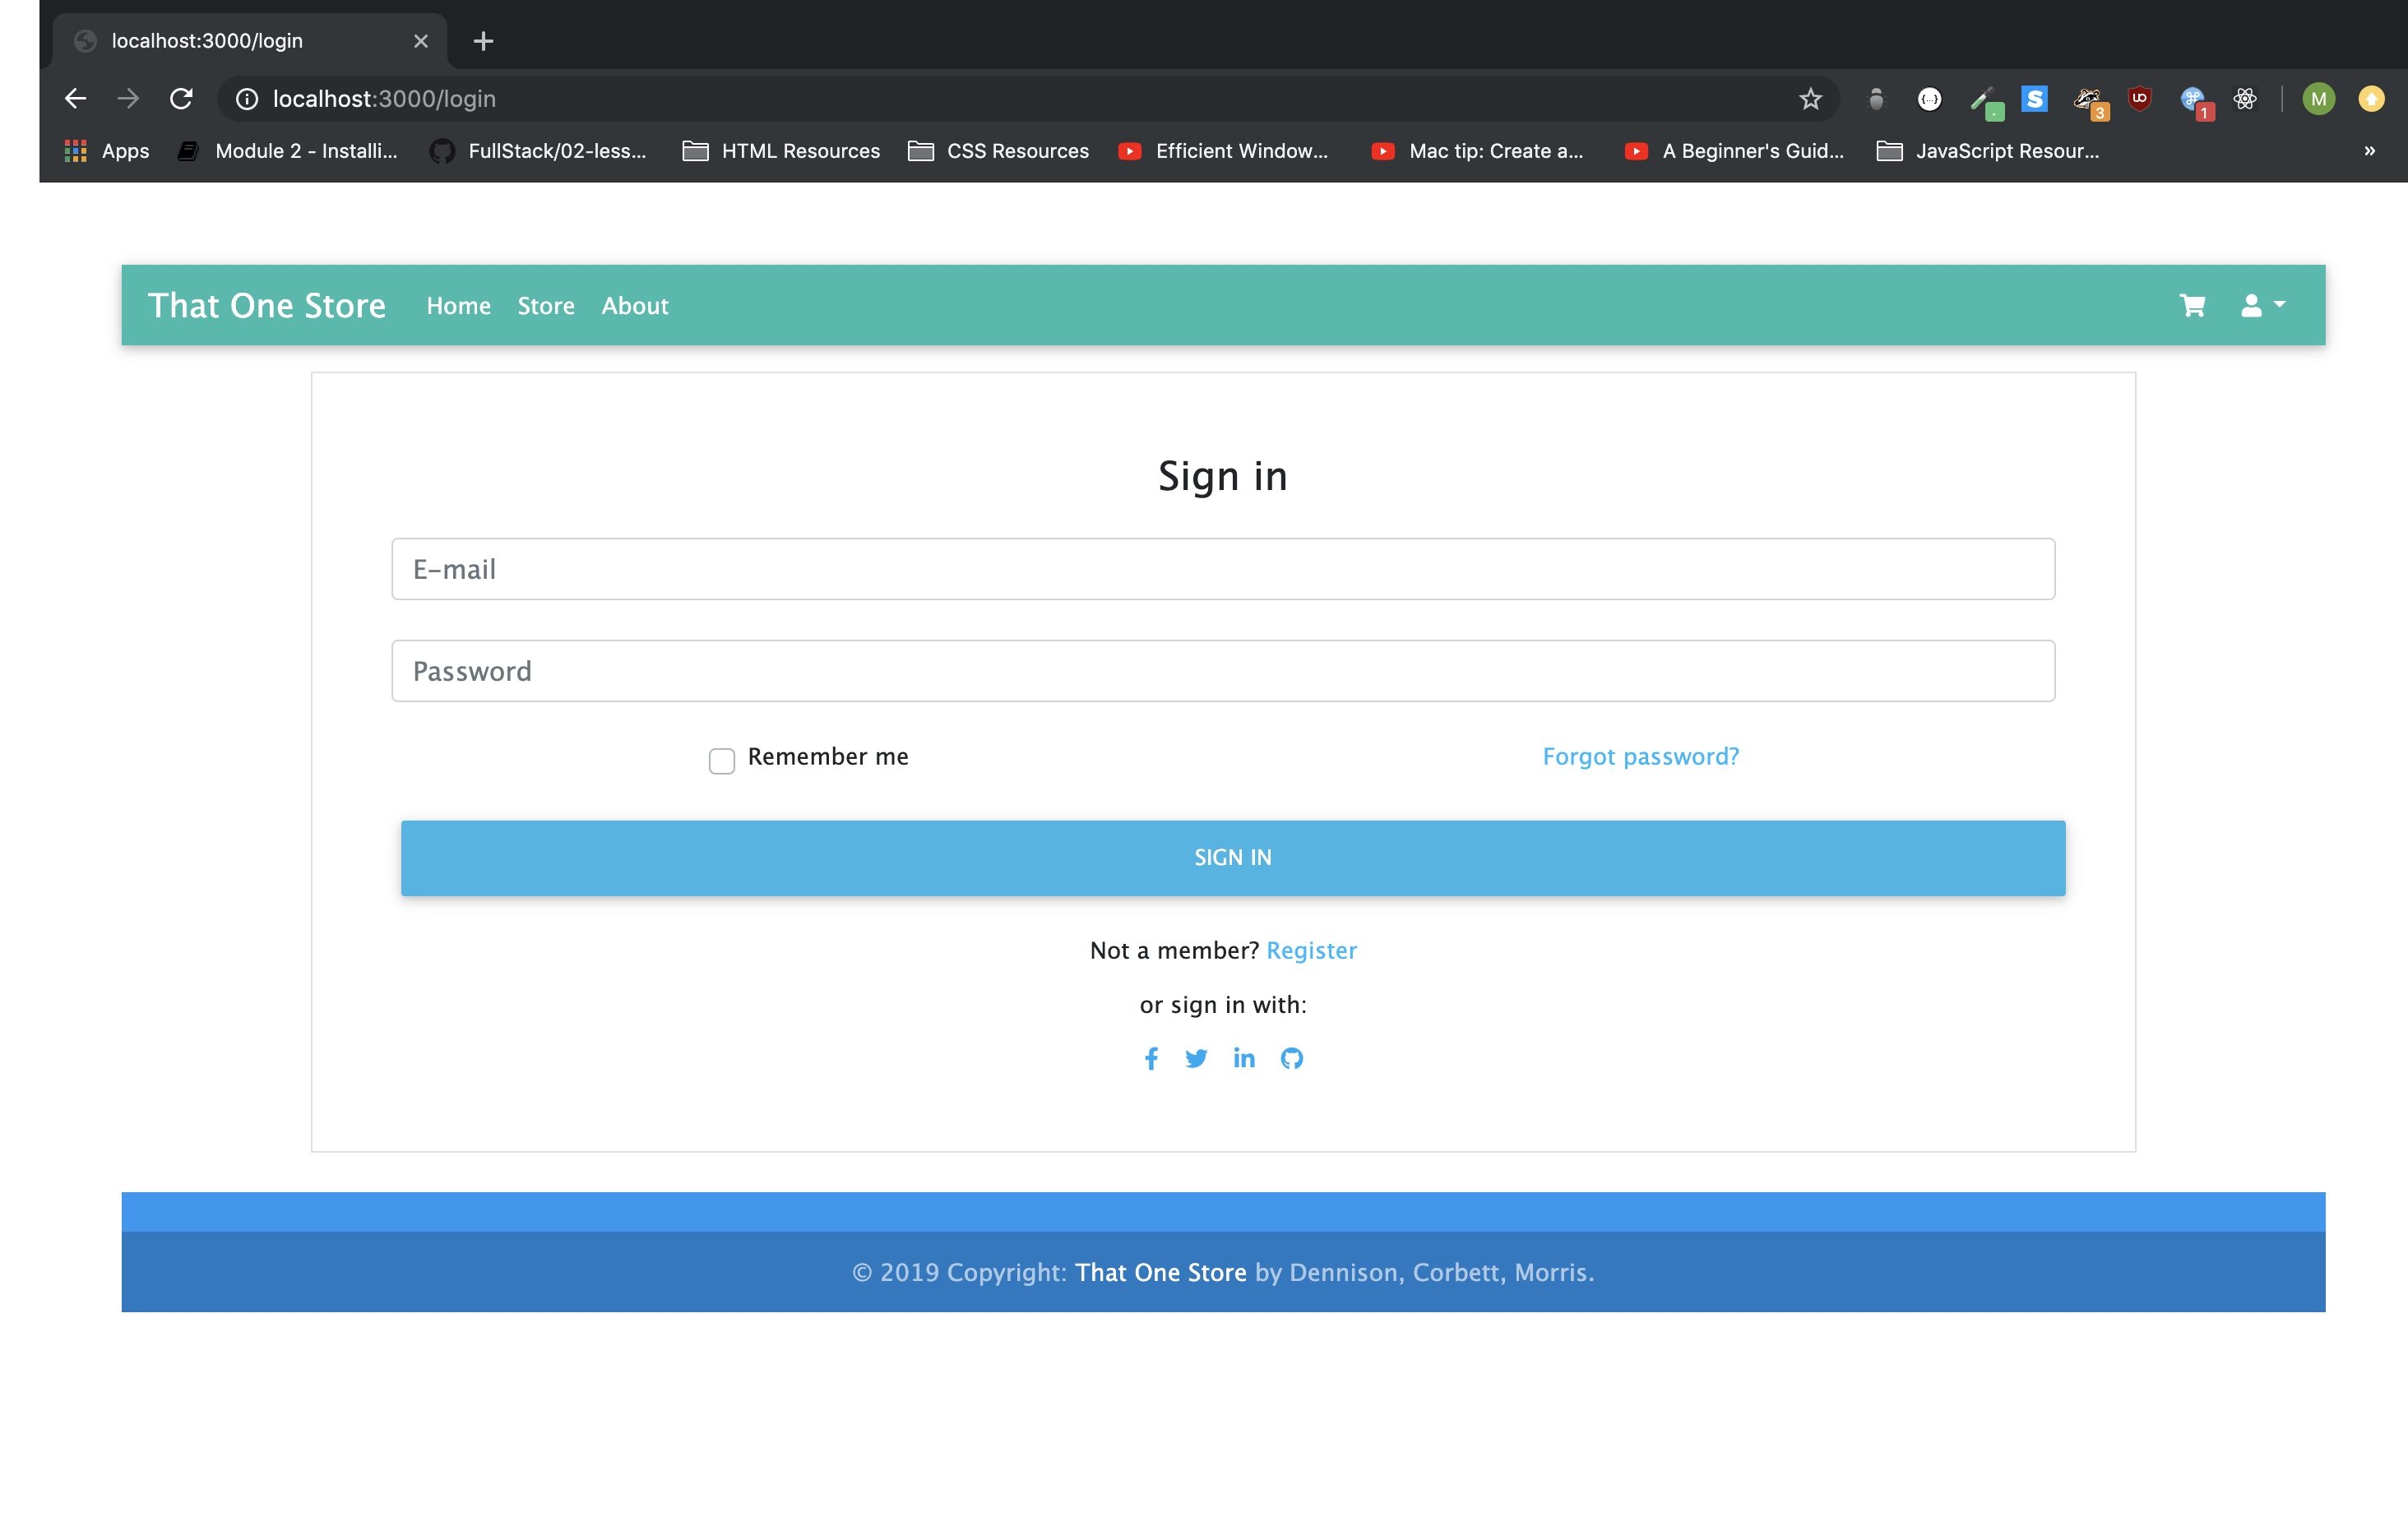 localhost:3000/login
localhost:3000/login
3 1 M
Apps Module 2 - Installi... FullStack/02-less... HTML Resources CSS Resources Efficient Window... Mac tip: Create a... A Beginner's Guid... JavaScript Resour... »
That One Store Home Store About
Sign in
E-mail
Password
Remember me Forgot password?
SIGN IN
Not a member? Register
or sign in with:
© 2019 Copyright: That One Store by Dennison, Corbett, Morris.